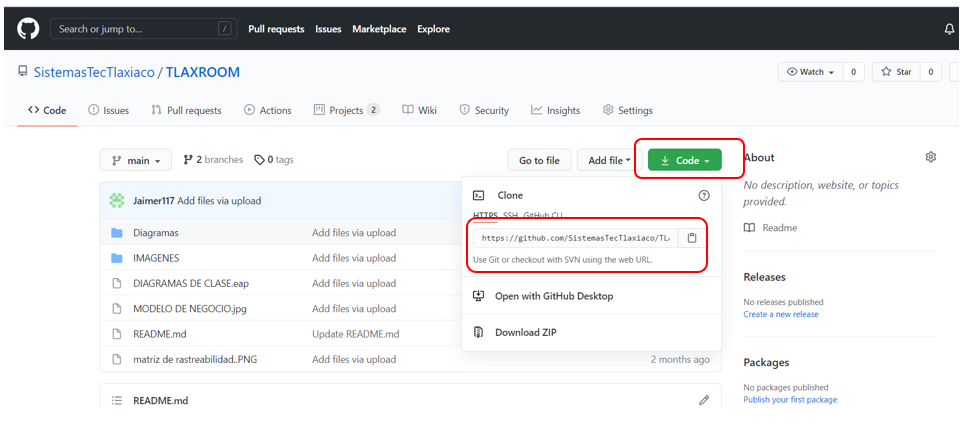 Search or jump to... / Pull requests Issues Marketplace Explore
SistemasTecTlaxiaco / TLAXROOM
Watch 0 Star 0
Code Issues Pull requests Actions Projects 2 Wiki Security Insights Settings
main 2 branches 0 tags Go to file Add file Code
Jaimer117 Add files via upload
Diagramas Add files via upload
IMAGENES Add files via upload
DIAGRAMAS DE CLASE.eap Add files via upload
MODELO DE NEGOCIO.jpg Add files via upload
README.md Update README.md
matriz de rastreabilidad..PNG Add files via upload 2 months ago
README.md
Clone
HTTPS SSH GitHub CLI
https://github.com/SistemasTecTlaxiaco/TL
Use Git or checkout with SVN using the web URL.
Open with GitHub Desktop
Download ZIP
About
No description, website, or topics
provided.
Readme
Releases
No releases published
Create a new release
Packages
No packages published
Publish your first package